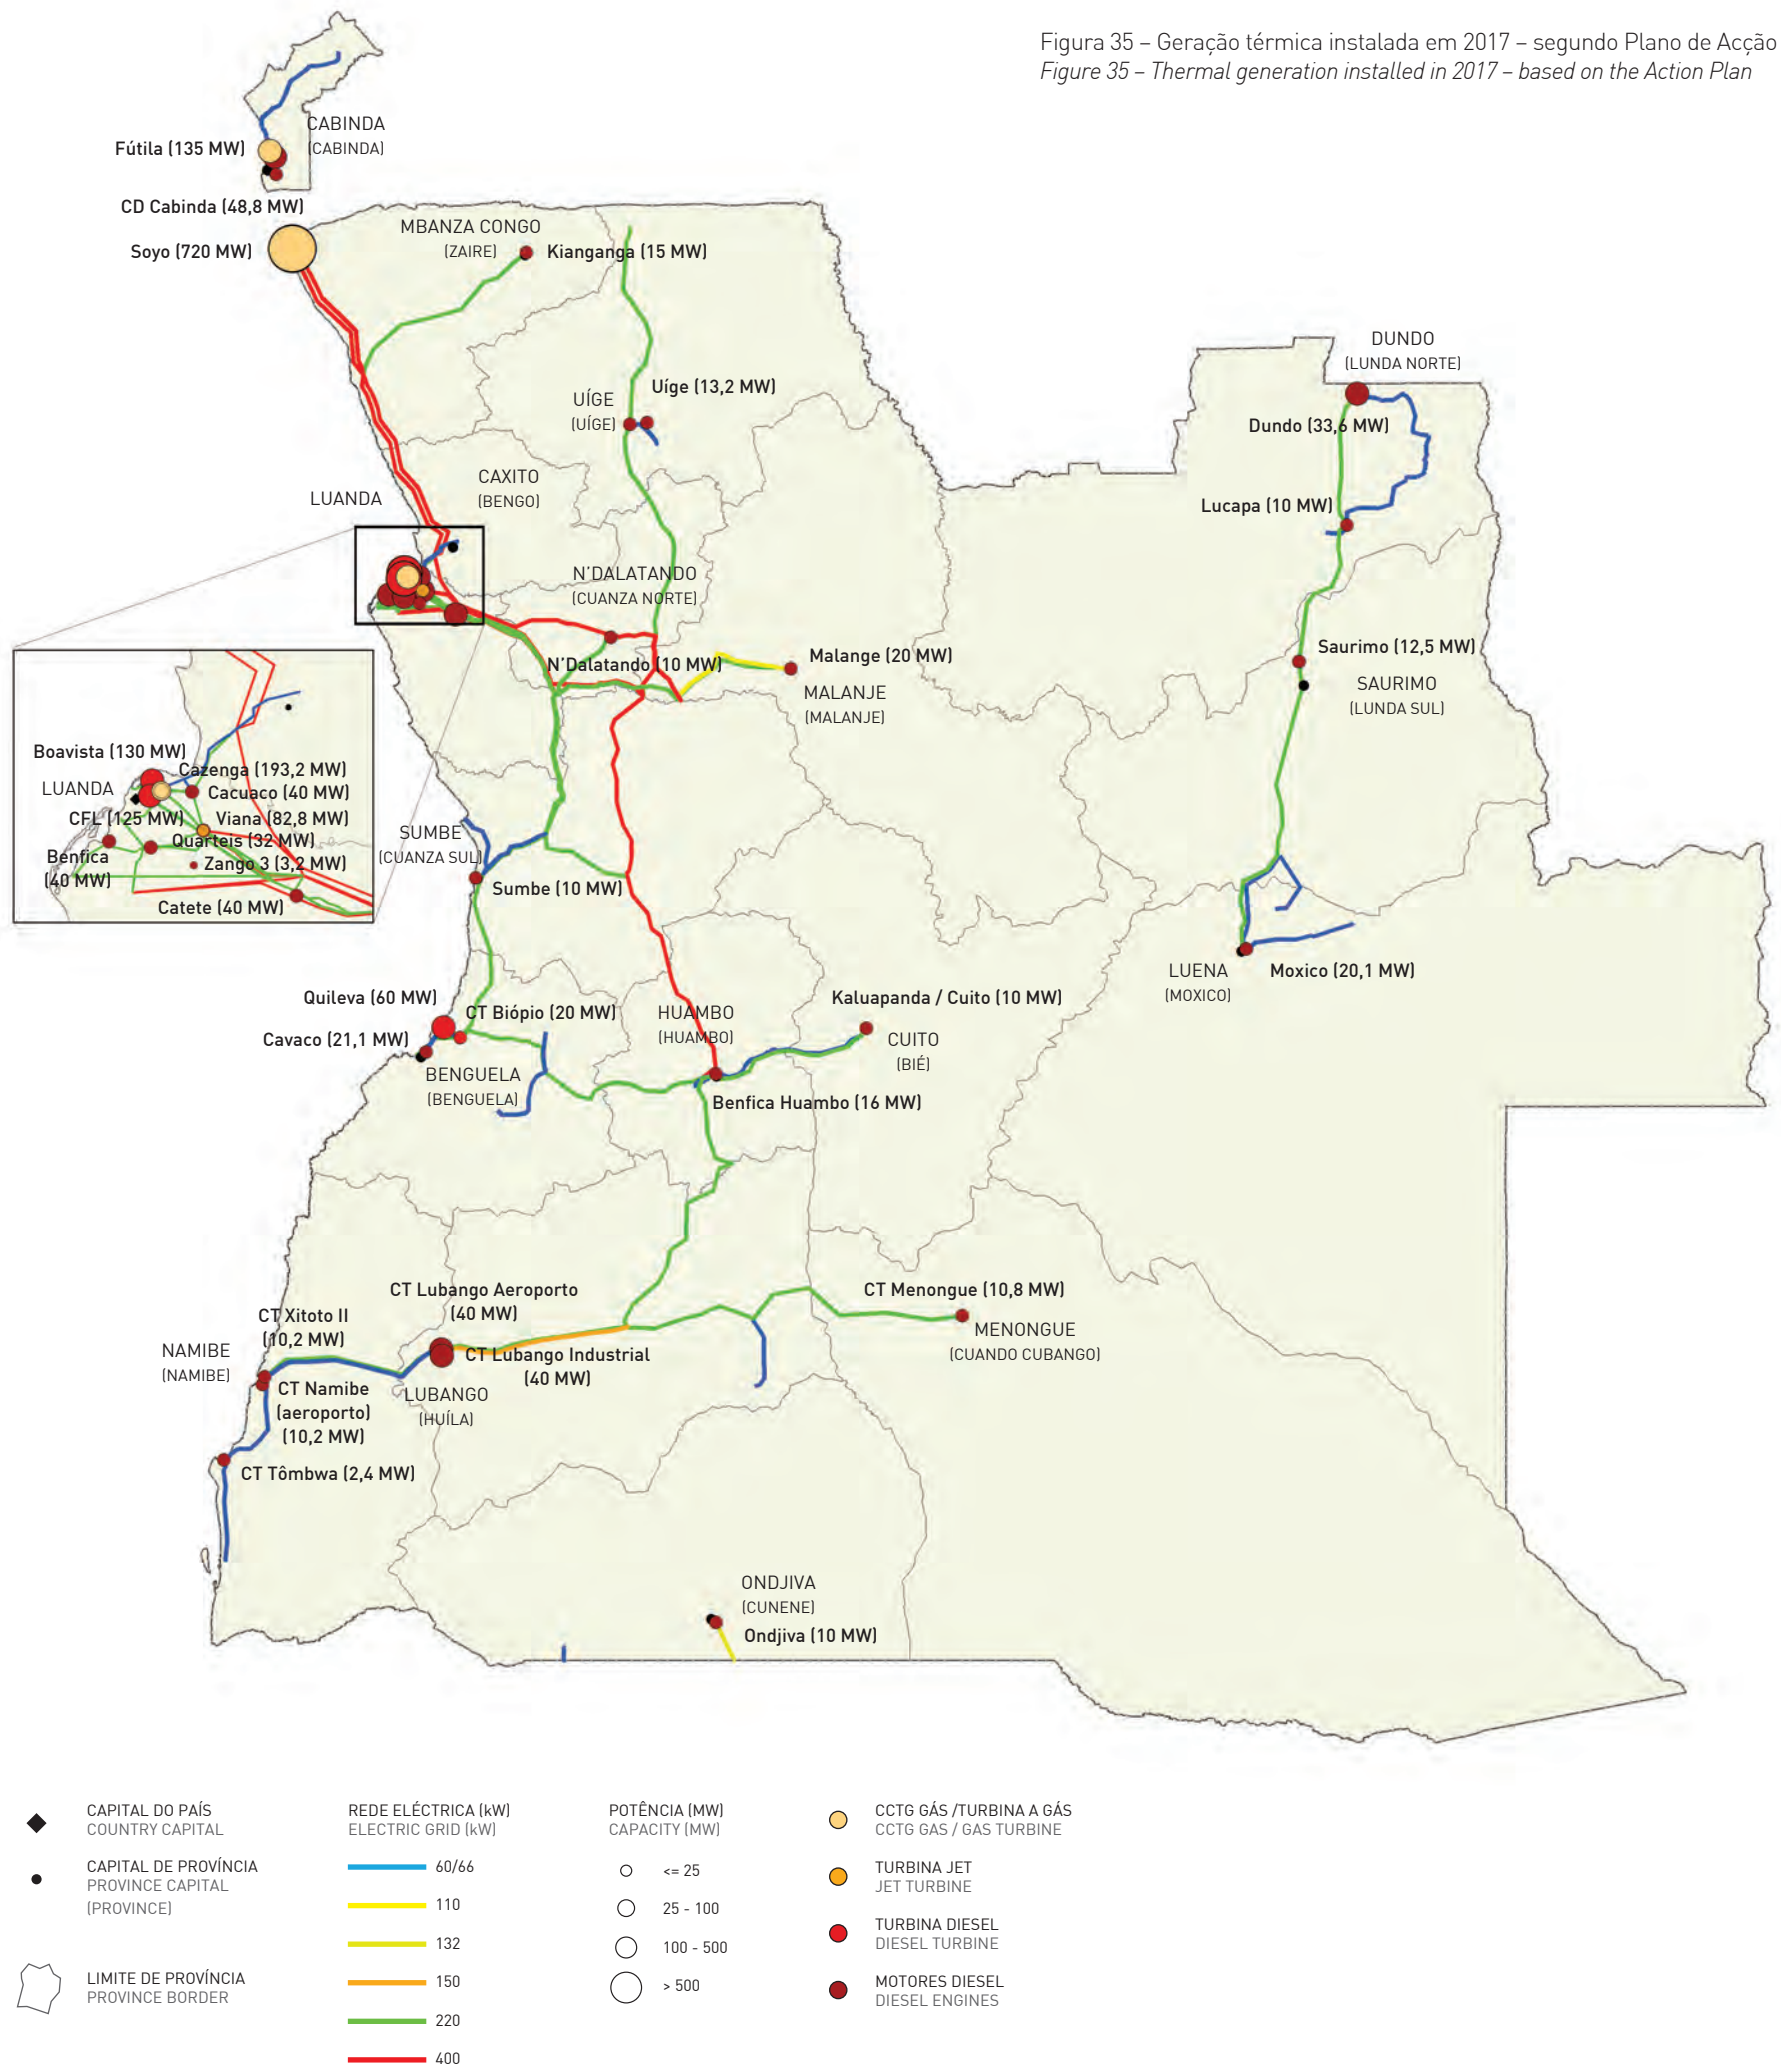 Figura 35 – Geração térmica instalada em 2017 – segundo Plano de Acção
Figure 35 – Thermal generation installed in 2017 – based on the Action Plan
CABINDA
(CABINDA)
Fútila (135 MW)
CD Cabinda (48,8 MW)
Soyo (720 MW)
MBANZA CONGO
(ZAIRE)
Kianganga (15 MW)
DUNDO
(LUNDA NORTE)
Dundo (33,6 MW)
Uíge (13,2 MW)
UÍGE
(UÍGE)
CAXITO
(BENGO)
LUANDA
Lucapa (10 MW)
N'DALATANDO
(CUANZA NORTE)
N'Dalatando (10 MW)
Malange (20 MW)
MALANJE
(MALANJE)
Saurimo (12,5 MW)
SAURIMO
(LUNDA SUL)
Boavista (130 MW)
Cazenga (193,2 MW)
LUANDA
Cacuaco (40 MW)
CFL (125 MW)
Viana (82,8 MW)
Quartéis (32 MW)
Benfica
(40 MW)
Zango 3 (3,2 MW)
Catete (40 MW)
SUMBE
(CUANZA SUL)
Sumbe (10 MW)
LUENA
(MOXICO)
Moxico (20,1 MW)
Quileva (60 MW)
CT Biópio (20 MW)
Cavaco (21,1 MW)
BENGUELA
(BENGUELA)
HUAMBO
(HUAMBO)
Kaluapanda / Cuito (10 MW)
CUITO
(BIÉ)
Benfica Huambo (16 MW)
CT Lubango Aeroporto
(40 MW)
CT Menongue (10,8 MW)
MENONGUE
(CUANDO CUBANGO)
CT Xitoto II
(10,2 MW)
NAMIBE
(NAMIBE)
CT Lubango Industrial
(40 MW)
CT Namibe
(aeroporto)
(10,2 MW)
LUBANGO
(HUÍLA)
CT Tômbwa (2,4 MW)
ONDJIVA
(CUNENE)
Ondjiva (10 MW)
CAPITAL DO PAÍS
COUNTRY CAPITAL
CAPITAL DE PROVÍNCIA
PROVINCE CAPITAL
(PROVINCE)
LIMITE DE PROVÍNCIA
PROVINCE BORDER
REDE ELÉCTRICA (kW)
ELECTRIC GRID (kW)
60/66
110
132
150
220
400
POTÊNCIA (MW)
CAPACITY (MW)
<= 25
25 - 100
100 - 500
> 500
CCTG GÁS /TURBINA A GÁS
CCTG GAS / GAS TURBINE
TURBINA JET
JET TURBINE
TURBINA DIESEL
DIESEL TURBINE
MOTORES DIESEL
DIESEL ENGINES